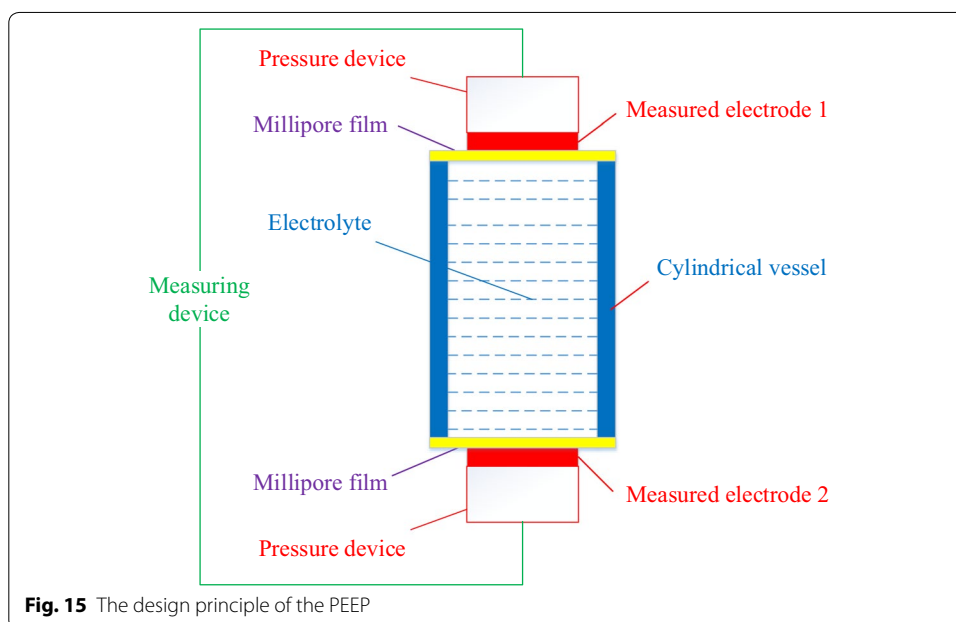 Pressure device
Measured electrode 1
Millipore film
Electrolyte
Cylindrical vessel
Measuring
device
Millipore film
Measured electrode 2
Pressure device
Fig. 15 The design principle of the PEEP